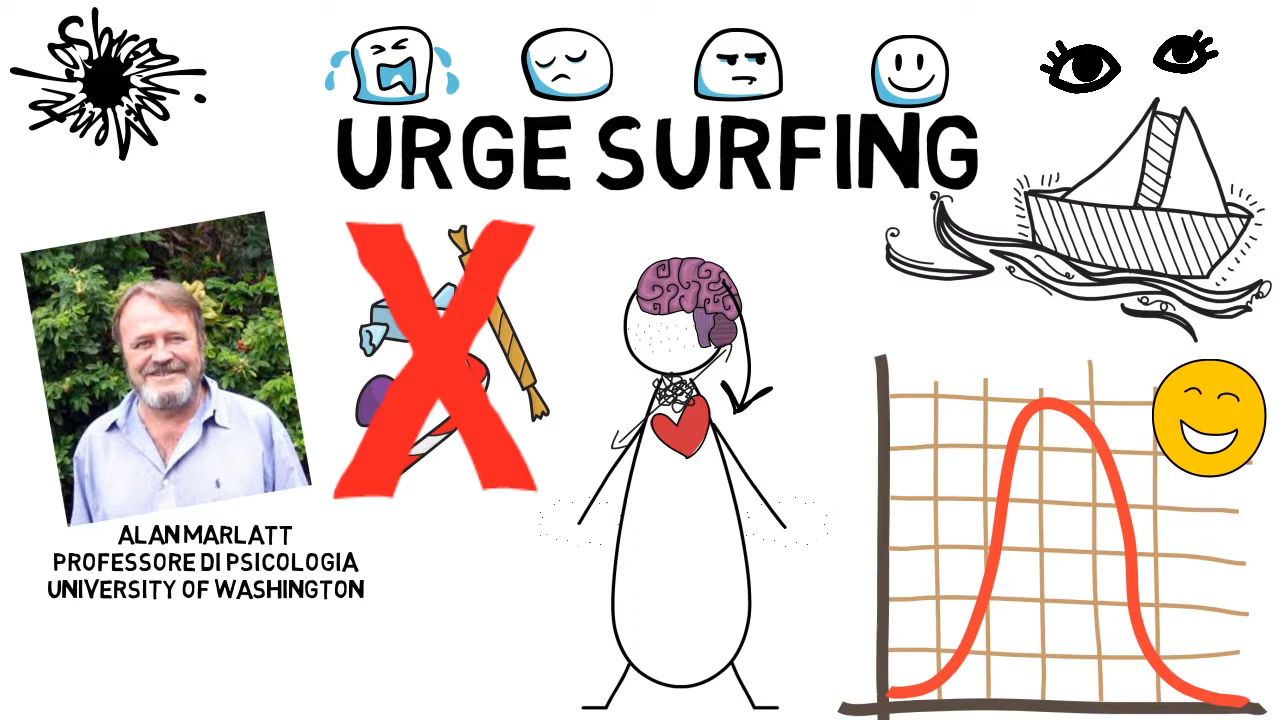 URGE SURFING
ALAN MARLATT
PROFESSORE DI PSICOLOGIA
UNIVERSITY OF WASHINGTON